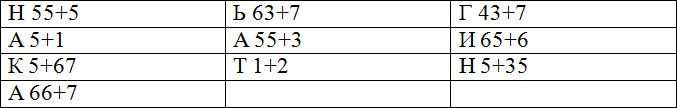 Н 55+5 Ь 63+7 Г 43+7
А 5+1 А 55+3 И 65+6
К 5+67 Т 1+2 Н 5+35
А 66+7